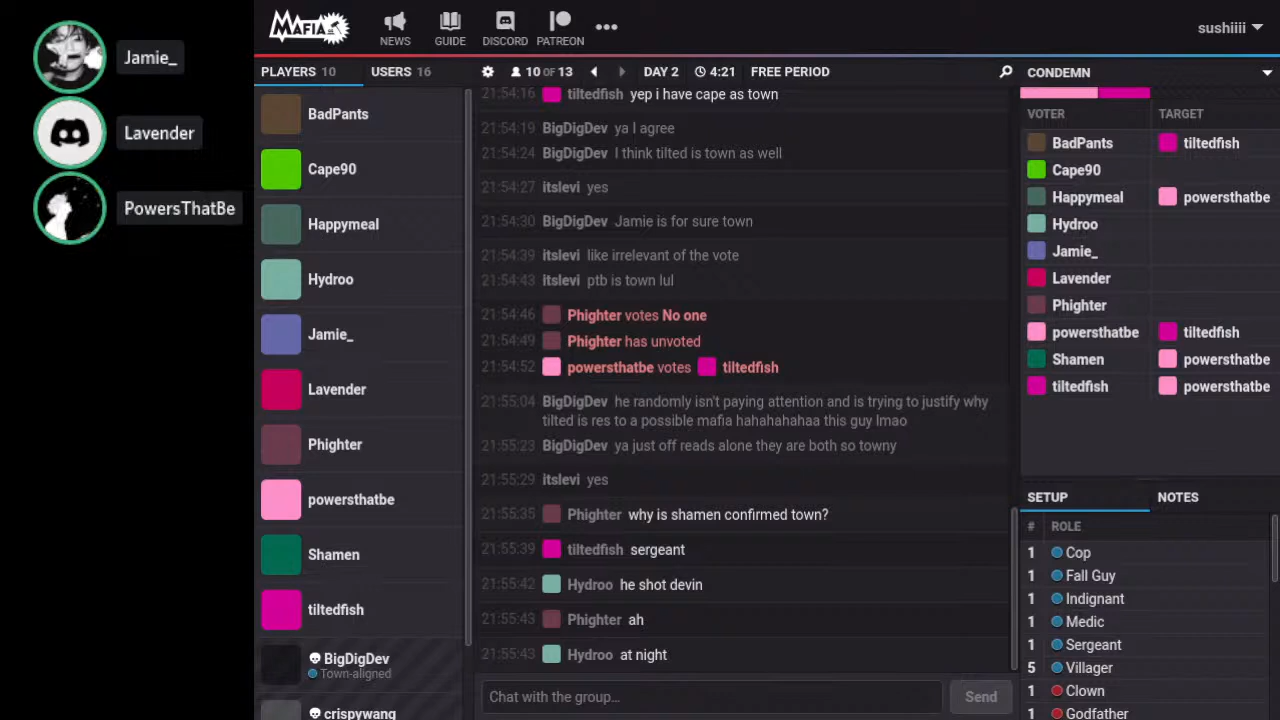 Jamie_
Lavender
PowersThatBe
MAFIA
NEWS
GUIDE
DISCORD
PATREON
sushiiii
PLAYERS 10
USERS 16
10 OF 13
DAY 2
4:21
FREE PERIOD
BadPants
Cape90
Happymeal
Hydroo
Jamie_
Lavender
Phighter
powersthatbe
Shamen
tiltedfish
BigDigDev
Town-aligned
crispywang
21:54:16 tiltedfish yep i have cape as town
21:54:19 BigDigDev ya I agree
21:54:24 BigDigDev I think tilted is town as well
21:54:27 itslevi yes
21:54:30 BigDigDev Jamie is for sure town
21:54:39 itslevi like irrelevant of the vote
21:54:43 itslevi ptb is town lul
21:54:46 Phighter votes No one
21:54:49 Phighter has unvoted
21:54:52 powersthatbe votes tiltedfish
21:55:04 BigDigDev he randomly isn't paying attention and is trying to justify why
tilted is res to a possible mafia hahahahaa this guy lmao
21:55:23 BigDigDev ya just off reads alone they are both so towny
21:55:29 itslevi yes
21:55:35 Phighter why is shamen confirmed town?
21:55:39 tiltedfish sergeant
21:55:42 Hydroo he shot devin
21:55:43 Phighter ah
21:55:43 Hydroo at night
Chat with the group...
Send
CONDEMN
VOTER TARGET
BadPants tiltedfish
Cape90
Happymeal powersthatbe
Hydroo
Jamie_
Lavender
Phighter
powersthatbe tiltedfish
Shamen powersthatbe
tiltedfish powersthatbe
SETUP NOTES
# ROLE
1 Cop
1 Fall Guy
1 Indignant
1 Medic
1 Sergeant
5 Villager
1 Clown
1 Godfather